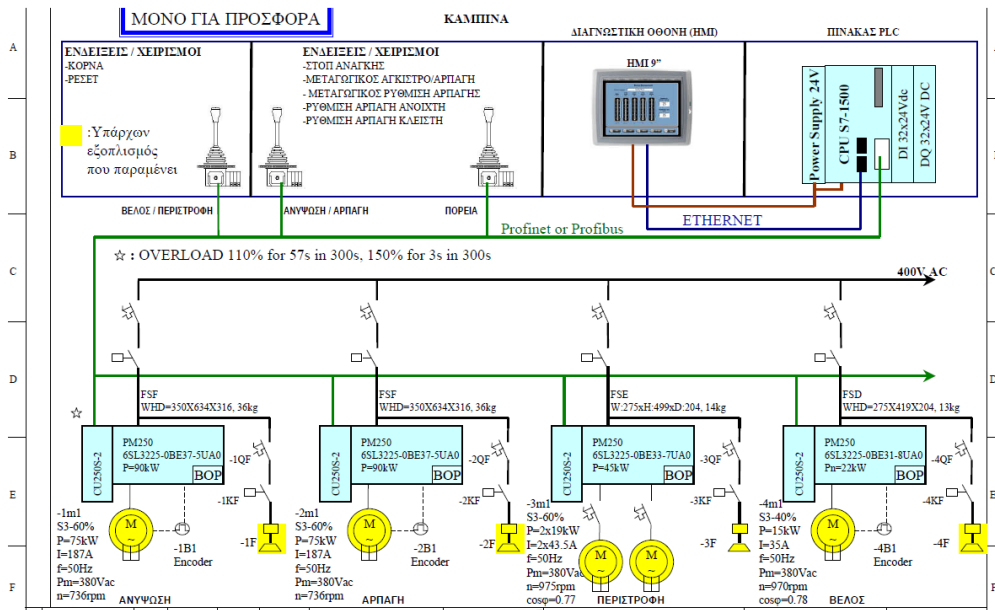 ΜΟΝΟ ΓΙΑ ΠΡΟΣΦΟΡΑ
ΚΑΜΠΙΝΑ
ΔΙΑΓΝΩΣΤΙΚΗ ΟΘΟΝΗ (HMI)
ΠΙΝΑΚΑΣ PLC
A
ΕΝΔΕΙΞΕΙΣ / ΧΕΙΡΙΣΜΟΙ
-ΚΟΡΝΑ
-ΡΕΣΕΤ
ΕΝΔΕΙΞΕΙΣ / ΧΕΙΡΙΣΜΟΙ
-ΣΤΟΠ ΑΝΑΓΚΗΣ
-ΜΕΤΑΓΩΓΙΚΟΣ ΑΓΚΙΣΤΡΟ/ΑΡΠΑΓΗ
- ΜΕΤΑΓΩΓΙΚΟΣ ΡΥΘΜΙΣΗ ΑΡΠΑΓΗΣ
-ΡΥΘΜΙΣΗ ΑΡΠΑΓΗ ΑΝΟΙΧΤΗ
-ΡΥΘΜΙΣΗ ΑΡΠΑΓΗ ΚΛΕΙΣΤΗ
HMI 9”
Power Supply 24V
CPU S7-1500
DI 32x24Vdc
DQ 32x24V DC
B
:Υπάρχων
εξοπλισμός
που παραμένει
ΒΕΛΟΣ / ΠΕΡΙΣΤΡΟΦΗ
ΑΝΥΨΩΣΗ / ΑΡΠΑΓΗ
ΠΟΡΕΙΑ
ETHERNET
Profinet or Profibus
☆ : OVERLOAD 110% for 57s in 300s, 150% for 3s in 300s
C
400V AC
C
D
D
☆
FSF
WHD=350X634X316, 36kg
FSF
WHD=350X634X316, 36kg
FSE
W:275xH:499xD:204, 14kg
FSD
WHD=275X419X204, 13kg
E
CU250S-2
PM250
6SL3225-0BE37-5UA0
P=90kW
BOP
-1QF
-1KF
-1F
CU250S-2
PM250
6SL3225-0BE37-5UA0
P=90kW
BOP
-2QF
-2KF
-2F
CU250S-2
PM250
6SL3225-0BE33-7UA0
P=45kW
BOP
-3QF
-3KF
-3F
CU250S-2
PM250
6SL3225-0BE31-8UA0
Pn=22kW
BOP
-4QF
-4KF
-4F
E
-1m1
S3-60%
P=75kW
I=187A
f=50Hz
Pm=380Vac
n=736rpm
M
~
-1B1
Encoder
ΑΝΥΨΩΣΗ
-2m1
S3-60%
P=75kW
I=187A
f=50Hz
Pm=380Vac
n=736rpm
M
~
-2B1
Encoder
ΑΡΠΑΓΗ
-3m1
S3-60%
P=2x19kW
I=2x43.5A
f=50Hz
Pm=380Vac
n=975rpm
cosφ=0.77
M
~
M
~
ΠΕΡΙΣΤΡΟΦΗ
-4m1
S3-40%
P=15kW
I=35A
f=50Hz
Pm=380Vac
n=970rpm
cosφ=0.78
M
~
-4B1
Encoder
ΒΕΛΟΣ
F